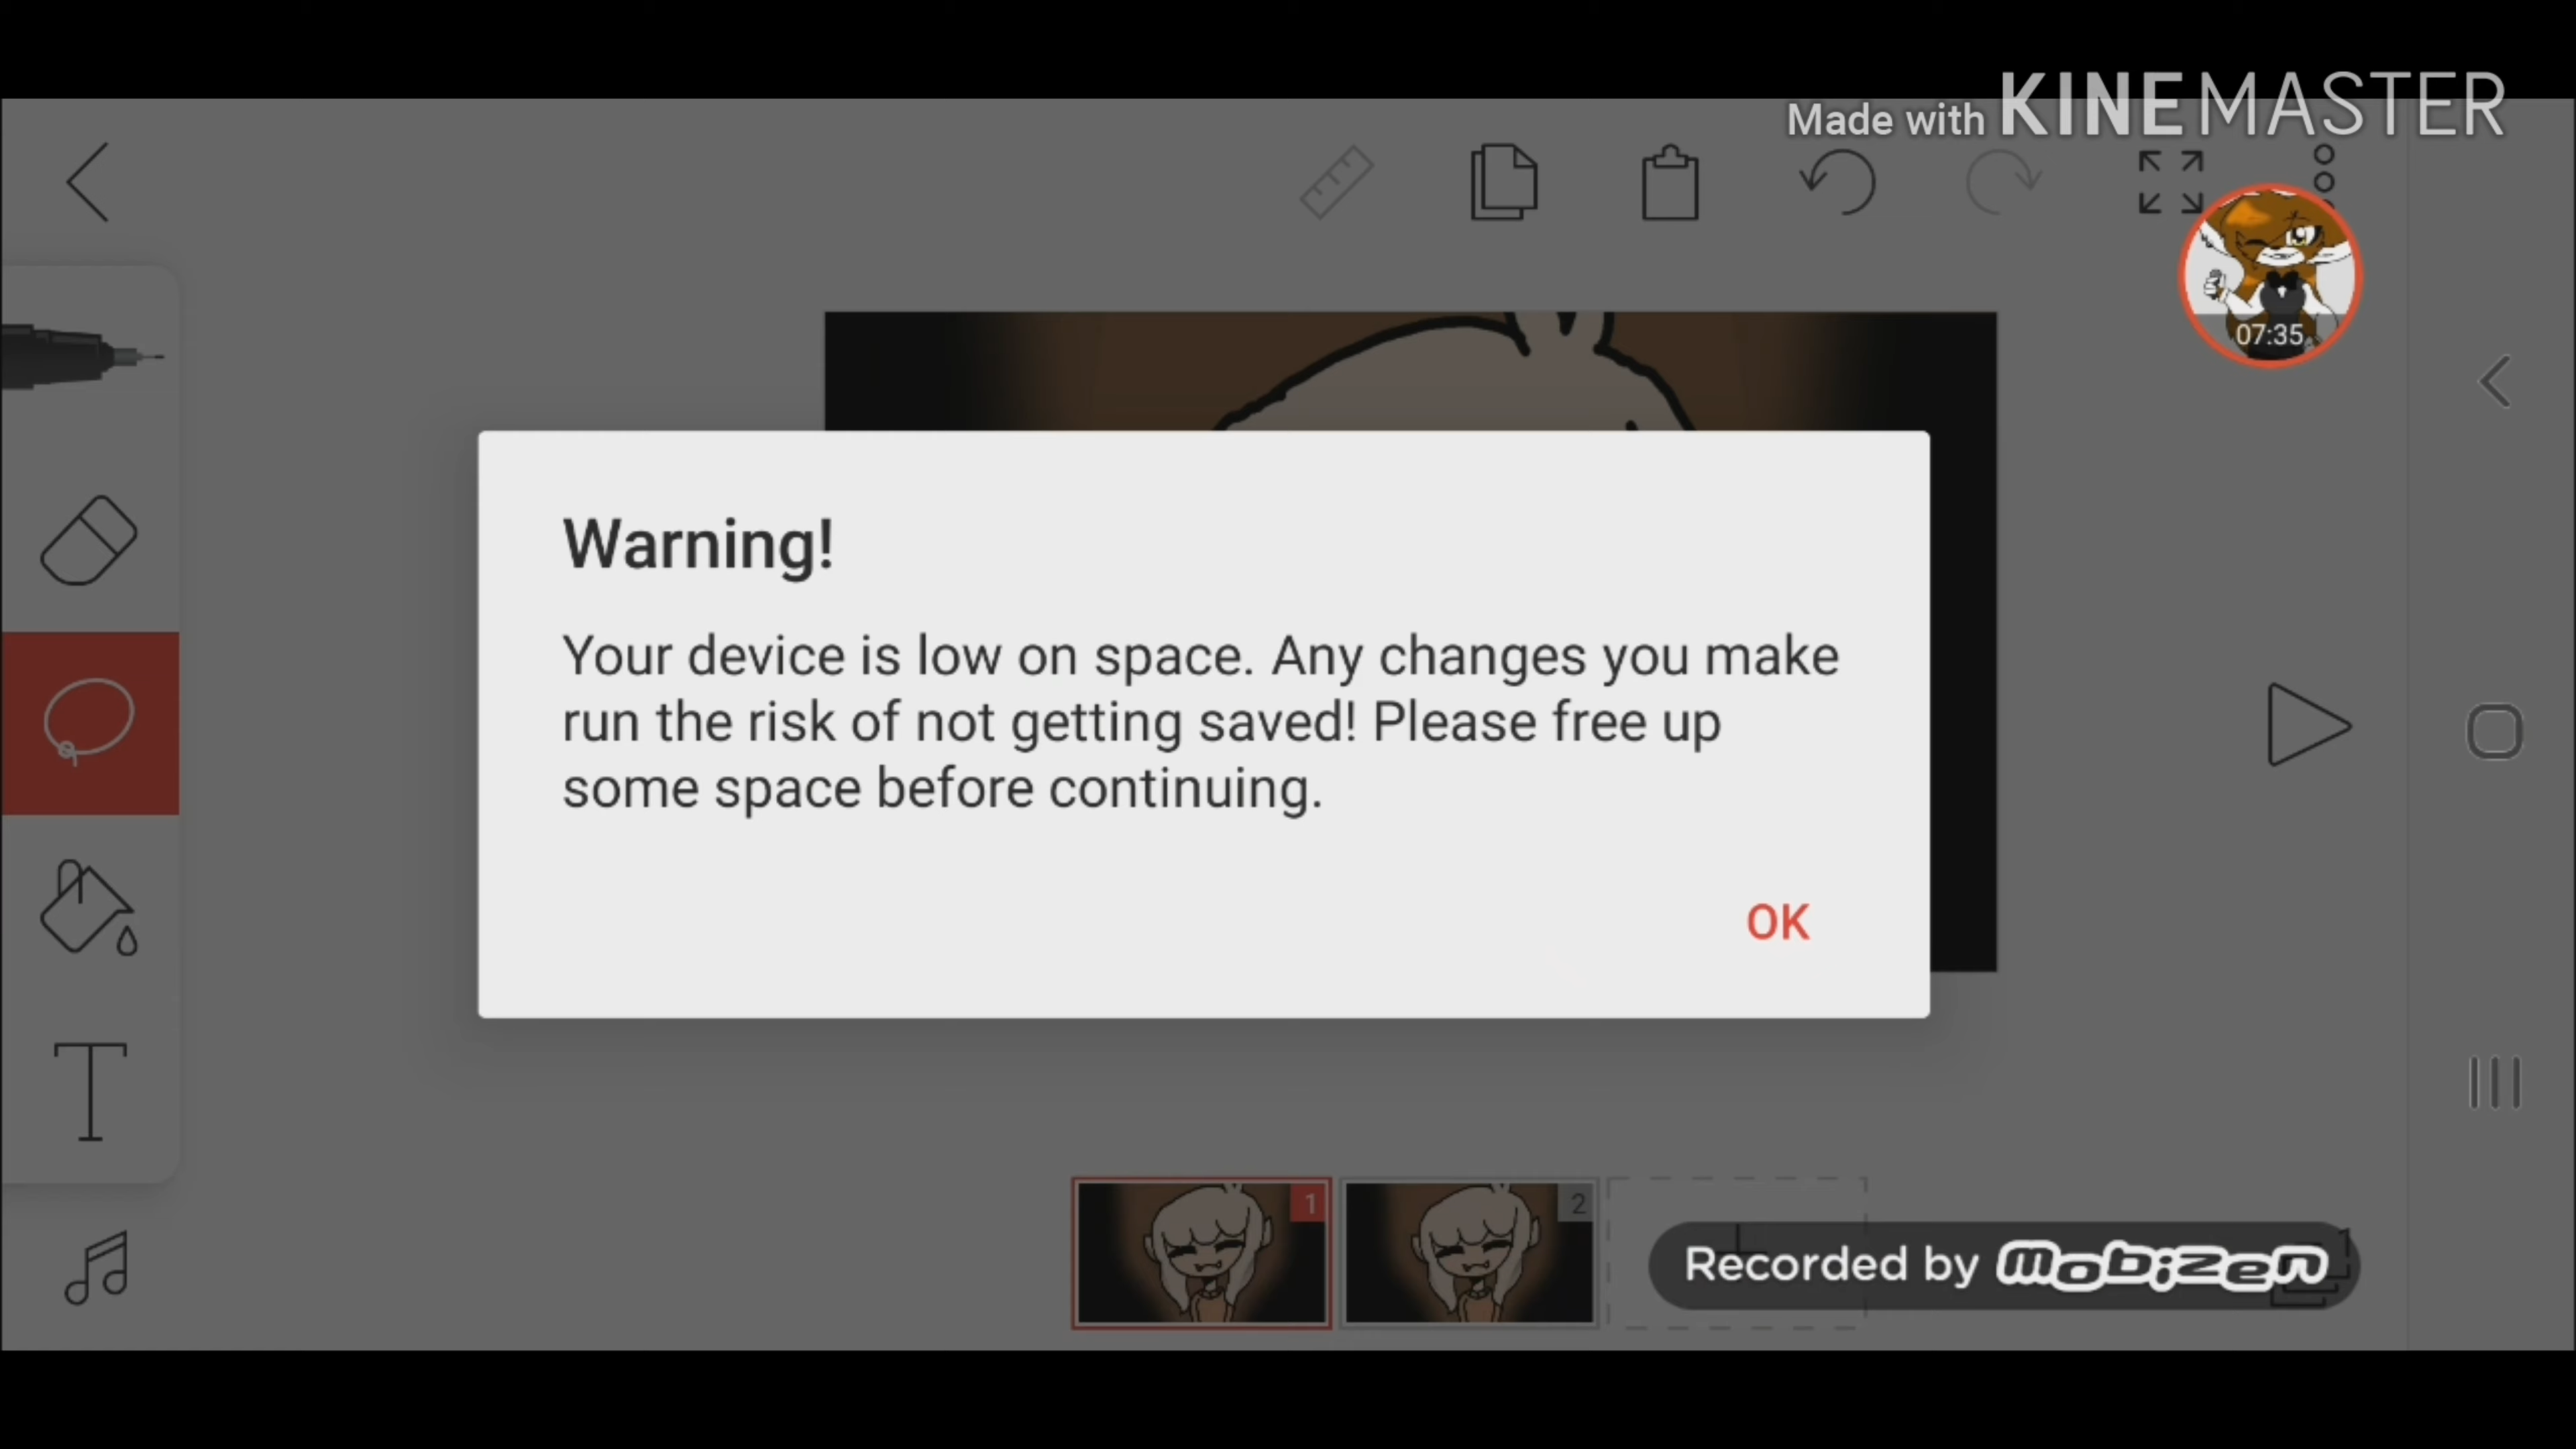 Made with KINEMASTER
07:35
Warning!
Your device is low on space. Any changes you make
run the risk of not getting saved! Please free up
some space before continuing.
OK
1
2
Recorded by mobizen